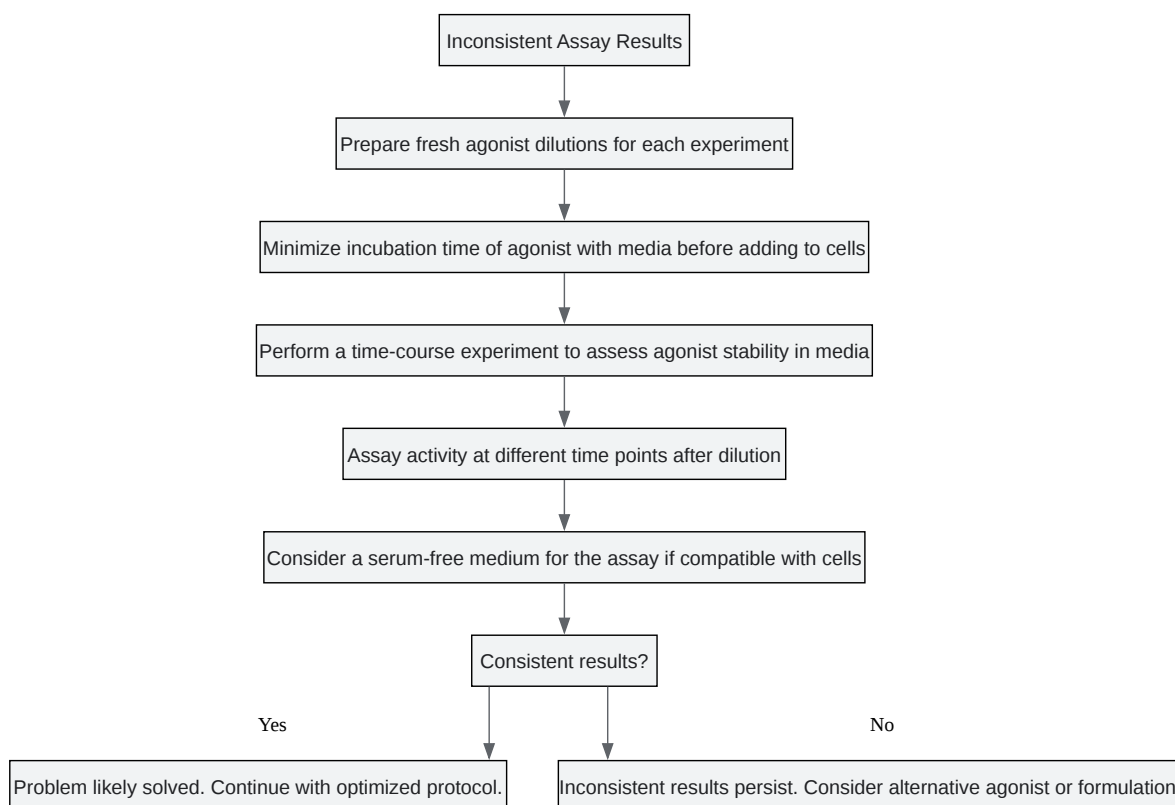 Inconsistent Assay Results
Prepare fresh agonist dilutions for each experiment
Minimize incubation time of agonist with media before adding to cells
Perform a time-course experiment to assess agonist stability in media
Assay activity at different time points after dilution
Consider a serum-free medium for the assay if compatible with cells
Consistent results?
Yes
No
Problem likely solved. Continue with optimized protocol.
Inconsistent results persist. Consider alternative agonist or formulation